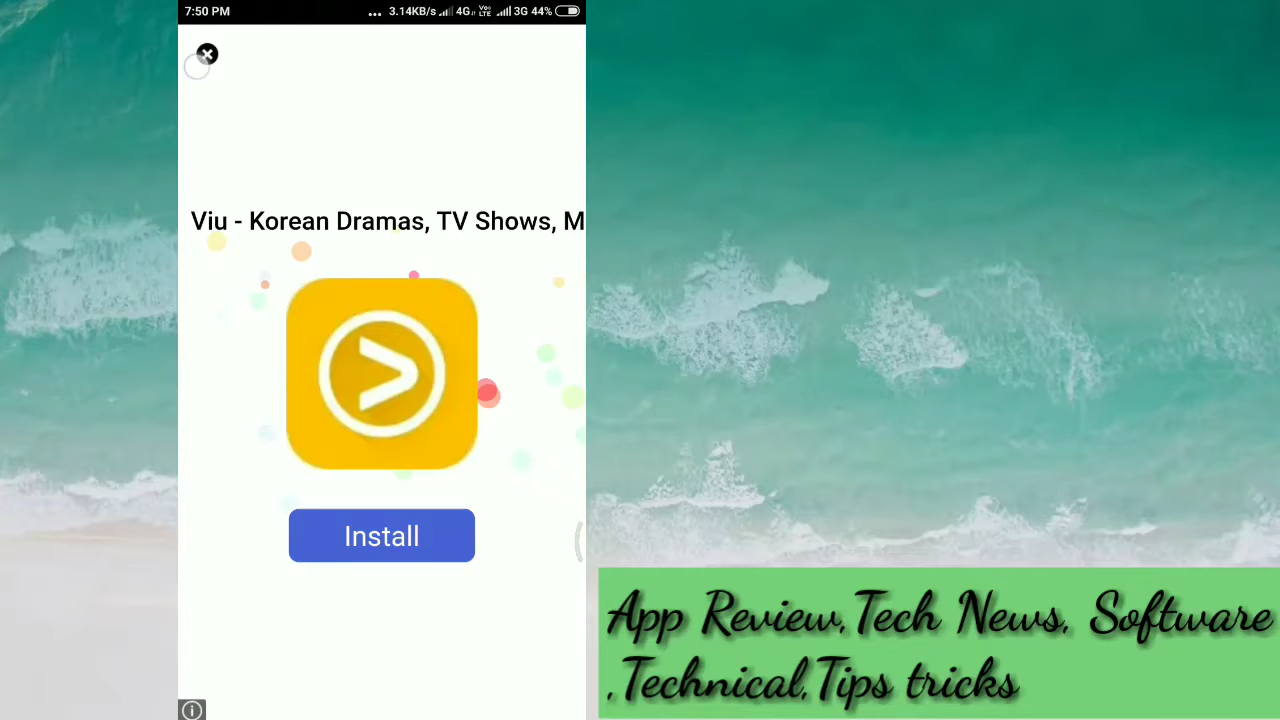 7:50 PM ... 3.14KB/s 4G VoLTE 3G 44%
Viu - Korean Dramas, TV Shows, M
Install
App Review,Tech News, Software
,Technical,Tips tricks